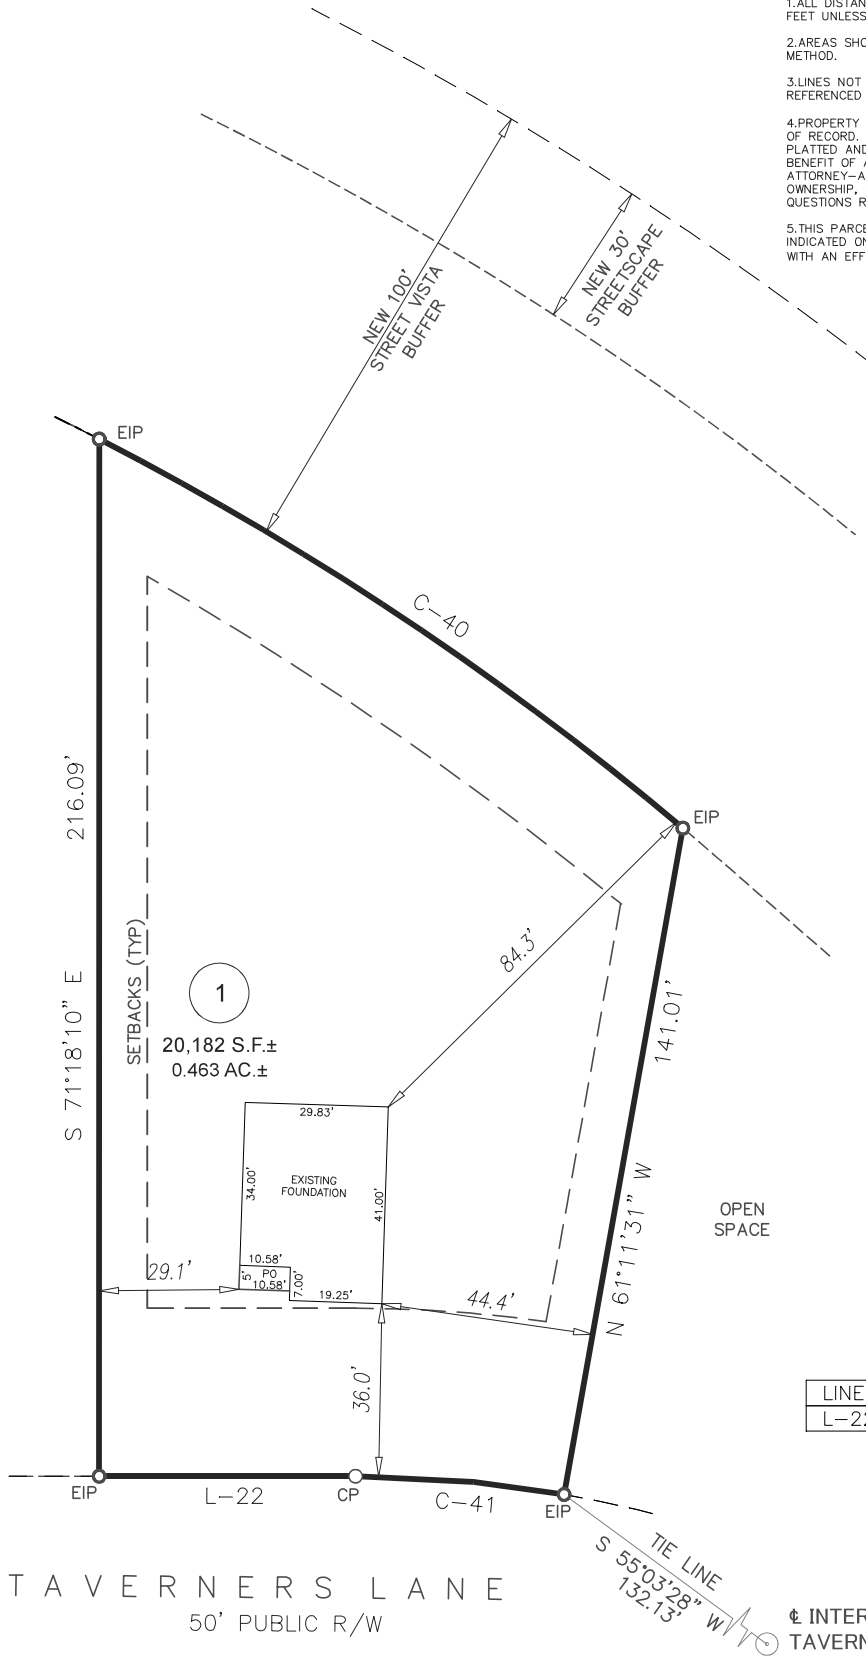 1.ALL DISTAN
FEET UNLESS
2.AREAS SHO
METHOD.
3.LINES NOT
REFERENCED
4.PROPERTY
OF RECORD.
PLATTED AND
BENEFIT OF A
ATTORNEY-A
OWNERSHIP,
QUESTIONS R
5.THIS PARCE
INDICATED ON
WITH AN EFF
NEW 100'
STREET VISTA
BUFFER
NEW 30'
STREETSCAPE
BUFFER
EIP
C-40
216.09'
S 71°18'10" E
EIP
84.3'
SETBACKS (TYP)
1
20,182 S.F.±
0.463 AC.±
141.01'
N 61°11'31" W
29.83'
34.00'
EXISTING
FOUNDATION
41.00'
OPEN
SPACE
10.58'
5'
PO
10.58'
7.00'
19.25'
29.1'
44.4'
36.0'
LINE
L-22
EIP
L-22
CP
C-41
EIP
TAVERNERS LANE
50' PUBLIC R/W
TIE LINE
S 55°03'28" W
132.13'
℄ INTER
TAVERN